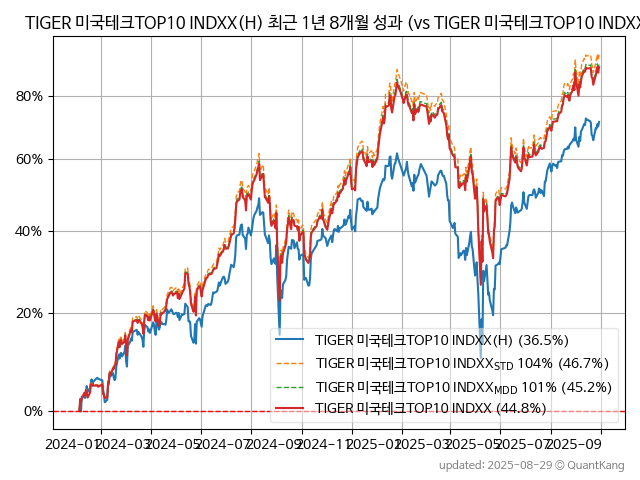 TIGER 미국테크TOP10 INDXX(H) 최근 1년 8개월 성과 (vs TIGER 미국테크TOP10 INDX
80%
60%
40%
20%
0%
TIGER 미국테크TOP10 INDXX(H) (36.5%)
TIGER 미국테크TOP10 INDXXSTD 104% (46.7%)
TIGER 미국테크TOP10 INDXXMDD 101% (45.2%)
TIGER 미국테크TOP10 INDXX (44.8%)
2024-01 2024-03 2024-05 2024-07 2024-09 2024-11 2025-01 2025-03 2025-05 2025-07 2025-09
updated: 2025-08-29 © QuantKang